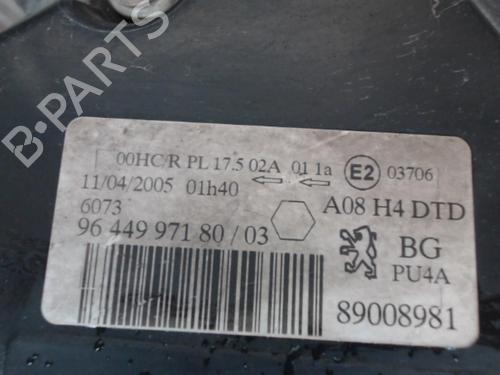 B-PARTS
00HC/R PL 17.5 02A 01 1a E2 03706
11/04/2005 01h40 A08 H4 DTD
6073
96 449 971 80 / 03 BG
PU4A
89008981